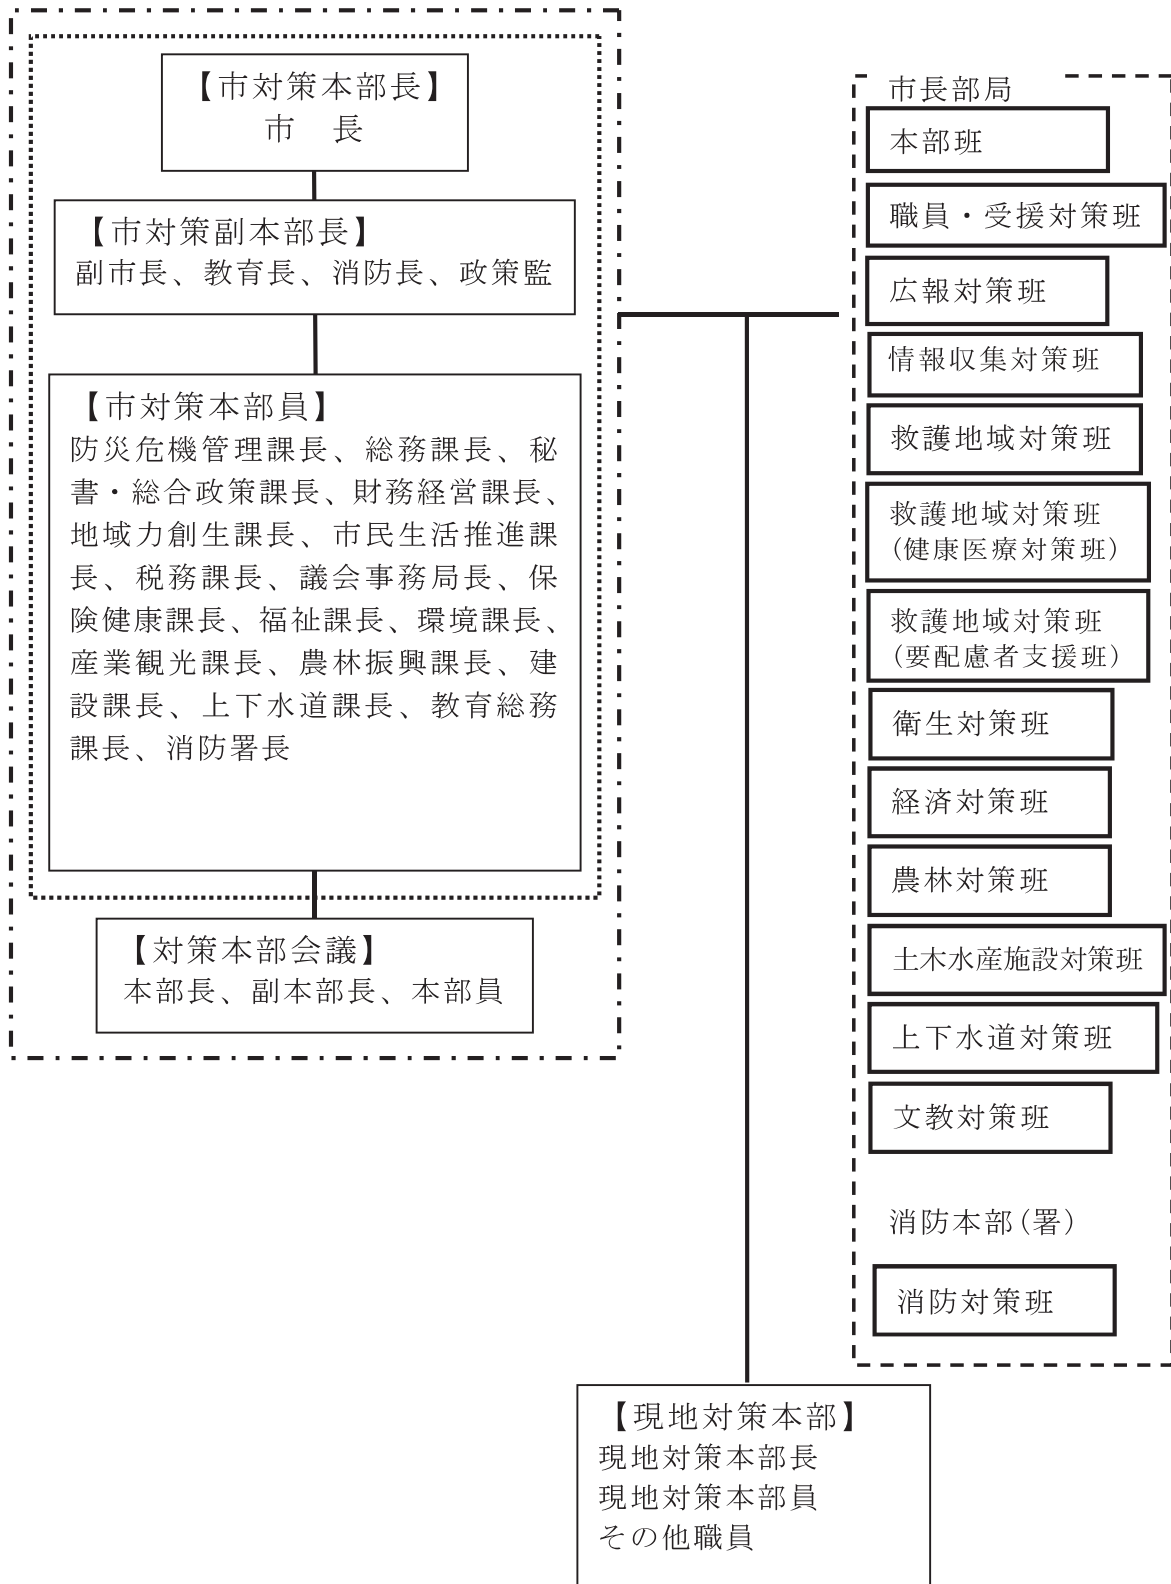 【市対策本部長】
市　長
【市対策副本部長】
副市長、教育長、消防長、政策監
【市対策本部員】
防災危機管理課長、総務課長、秘
書・総合政策課長、財務経営課長、
地域力創生課長、市民生活推進課
長、税務課長、議会事務局長、保
険健康課長、福祉課長、環境課長、
産業観光課長、農林振興課長、建
設課長、上下水道課長、教育総務
課長、消防署長
【対策本部会議】
本部長、副本部長、本部員
市長部局
本部班
職員・受援対策班
広報対策班
情報収集対策班
救護地域対策班
救護地域対策班
(健康医療対策班)
救護地域対策班
(要配慮者支援班)
衛生対策班
経済対策班
農林対策班
土木水産施設対策班
上下水道対策班
文教対策班
消防本部(署)
消防対策班
【現地対策本部】
現地対策本部長
現地対策本部員
その他職員